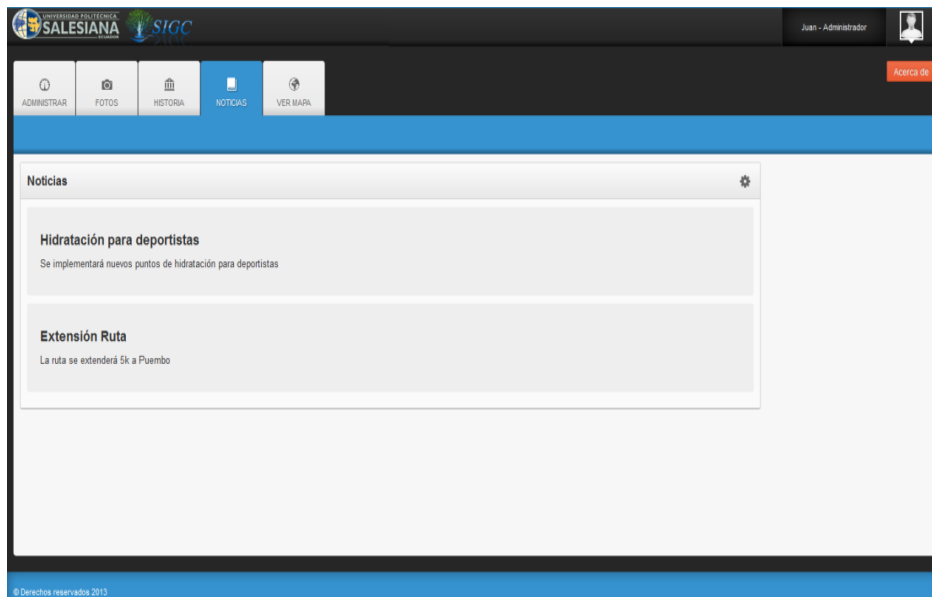 UNIVERSIDAD POLITÉCNICA
SALESIANA
ECUADOR
SIGC
Juan - Administrador
Acerca de
ADMINISTRAR
FOTOS
HISTORIA
NOTICIAS
VER MAPA
Noticias
Hidratación para deportistas
Se implementará nuevos puntos de hidratación para deportistas
Extensión Ruta
La ruta se extenderá 5k a Puembo
© Derechos reservados 2013